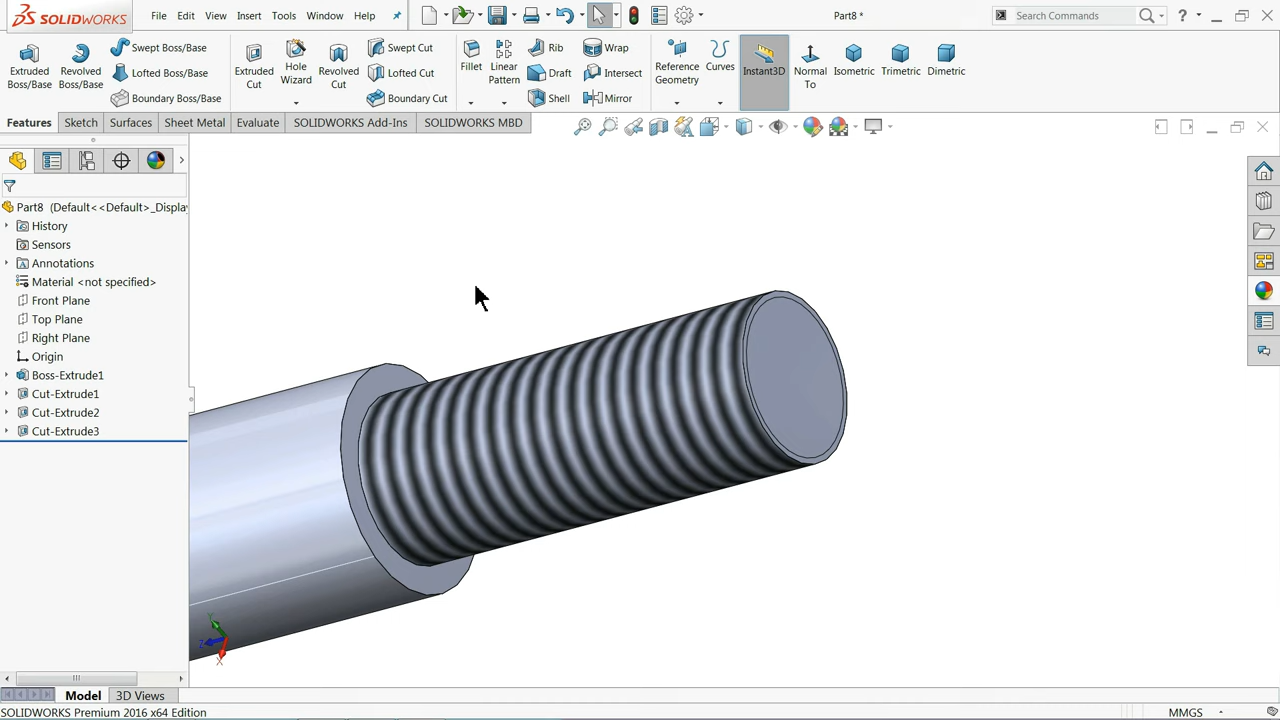 SOLIDWORKS
File Edit View Insert Tools Window Help
Part8 *
Search Commands
Extruded Boss/Base
Revolved Boss/Base
Swept Boss/Base
Lofted Boss/Base
Boundary Boss/Base
Extruded Cut
Hole Wizard
Revolved Cut
Swept Cut
Lofted Cut
Boundary Cut
Fillet
Linear Pattern
Rib
Draft
Shell
Wrap
Intersect
Mirror
Reference Geometry
Curves
Instant3D
Normal To
Isometric
Trimetric
Dimetric
Features Sketch Surfaces Sheet Metal Evaluate SOLIDWORKS Add-Ins SOLIDWORKS MBD
Part8 (Default<<Default>_Display
History
Sensors
Annotations
Material <not specified>
Front Plane
Top Plane
Right Plane
Origin
Boss-Extrude1
Cut-Extrude1
Cut-Extrude2
Cut-Extrude3
Y
Z
X
Model 3D Views
SOLIDWORKS Premium 2016 x64 Edition
MMGS